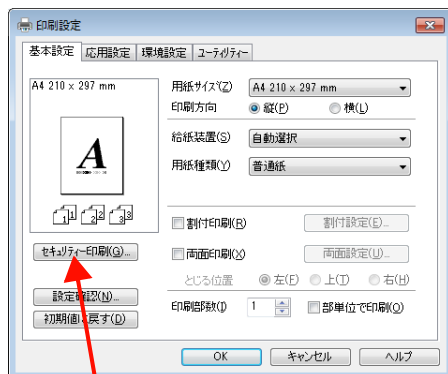 印刷設定
基本設定 応用設定 環境設定 ユーティリティー
A4 210 x 297 mm
用紙サイズ(Z) A4 210 x 297 mm
印刷方向 縦(P) 横(L)
給紙装置(S) 自動選択
用紙種類(Y) 普通紙
A
1 1 2 2 3 3
割付印刷(R) 割付設定(E)...
セキュリティー印刷(G)...
両面印刷(X) 両面設定(U)...
とじる位置 左(F) 上(T) 右(H)
設定確認(N)...
印刷部数(I) 1 部単位で印刷(O)
初期値に戻す(D)
OK キャンセル ヘルプ